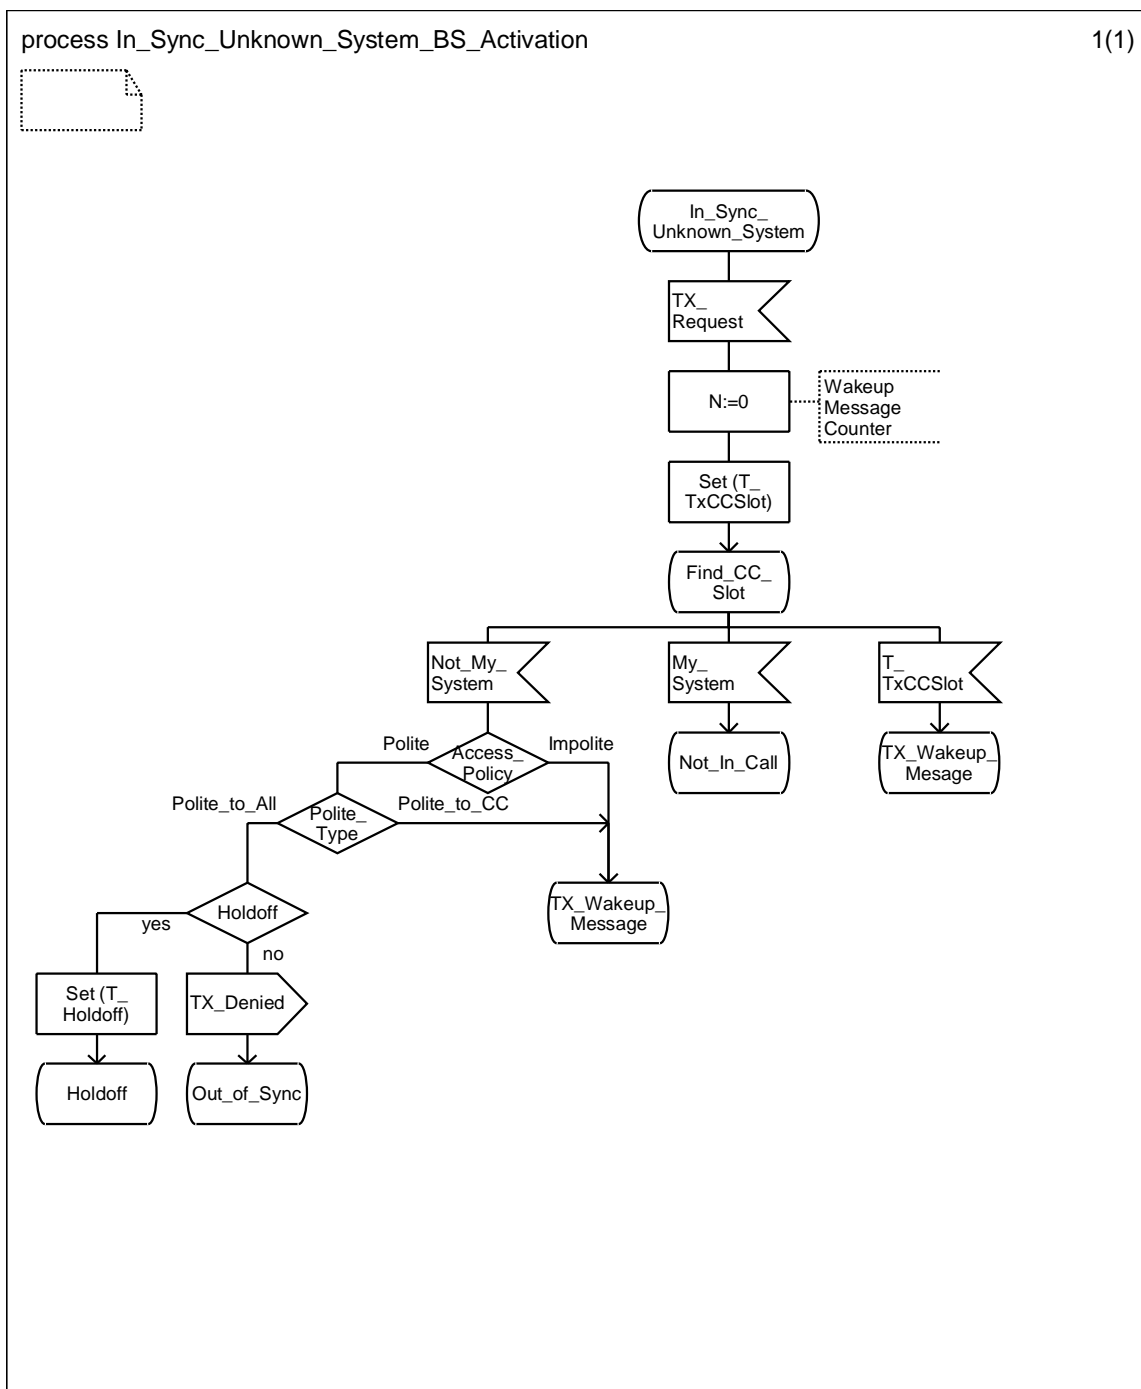 process In_Sync_Unknown_System_BS_Activation
1(1)
In_Sync_
Unknown_System
TX_
Request
N:=0
Wakeup
Message
Counter
Set (T_
TxCCSlot)
Find_CC_
Slot
Not_My_
System
My_
System
T_
TxCCSlot
Polite
Access_
Policy
Impolite
Not_In_Call
TX_Wakeup_
Mesage
Polite_to_All
Polite_
Type
Polite_to_CC
Holdoff
yes
no
TX_Wakeup_
Message
Set (T_
Holdoff)
TX_Denied
Holdoff
Out_of_Sync